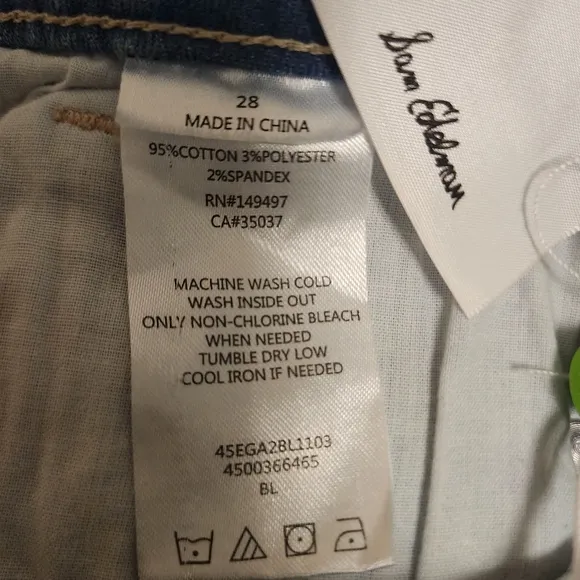 Sam Edelman
28
MADE IN CHINA
95%COTTON 3%POLYESTER
2%SPANDEX
RN#149497
CA#35037
MACHINE WASH COLD
WASH INSIDE OUT
ONLY NON-CHLORINE BLEACH
WHEN NEEDED
TUMBLE DRY LOW
COOL IRON IF NEEDED
45EGA2BL1103
4500366465
BL